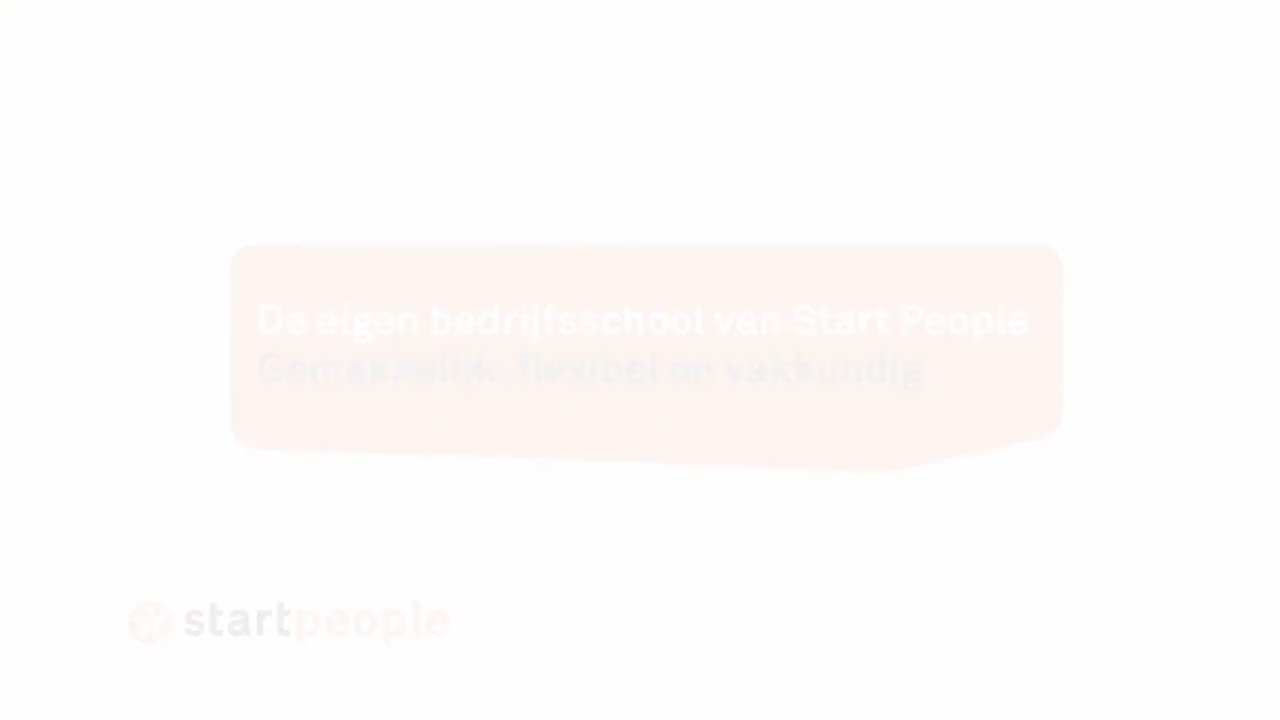 De eigen bedrijfsschool van Start People
Gemakkelijk, flexibel en vakkundig
startpeople